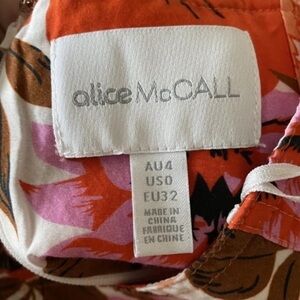 alice McCALL
AU4
US0
EU32
MADE IN
CHINA
FABRIQUE
EN CHINE